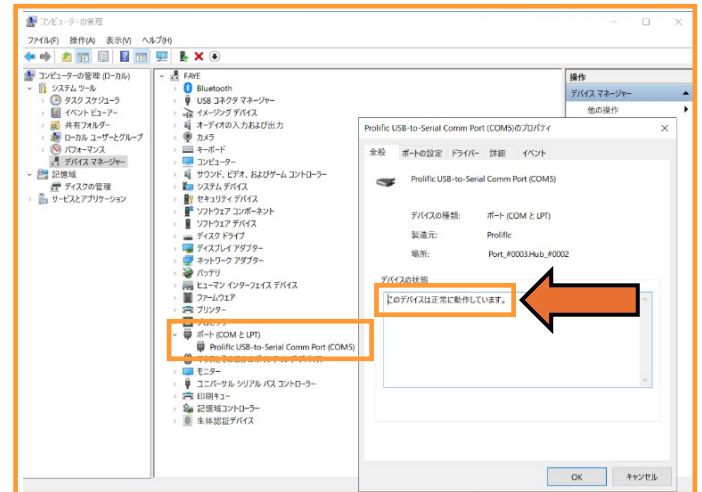 コンピューターの管理
ファイル(F) 操作(A) 表示(V) ヘルプ(H)
コンピューターの管理 (ローカル)
システム ツール
タスク スケジューラ
イベント ビューアー
共有フォルダー
ローカル ユーザーとグループ
パフォーマンス
デバイス マネージャー
記憶域
ディスクの管理
サービスとアプリケーション
FAYE
Bluetooth
USB コネクタ マネージャー
イメージング デバイス
オーディオの入力および出力
カメラ
キーボード
コンピューター
サウンド、ビデオ、およびゲーム コントローラー
システム デバイス
セキュリティ デバイス
ソフトウェア コンポーネント
ソフトウェア デバイス
ディスク ドライブ
ディスプレイ アダプター
ネットワーク アダプター
バッテリ
ヒューマン インターフェイス デバイス
ファームウェア
プリンター
ポート (COM と LPT)
Prolific USB-to-Serial Comm Port (COM5)
モニター
ユニバーサル シリアル バス コントローラー
印刷キュー
記憶域コントローラー
生体認証デバイス
操作
デバイス マネージャー
他の操作
Prolific USB-to-Serial Comm Port (COM5)のプロパティ
全般 ポートの設定 ドライバー 詳細 イベント
Prolific USB-to-Serial Comm Port (COM5)
デバイスの種類: ポート (COM と LPT)
製造元: Prolific
場所: Port_#0003.Hub_#0002
デバイスの状態
このデバイスは正常に動作しています。
OK キャンセル